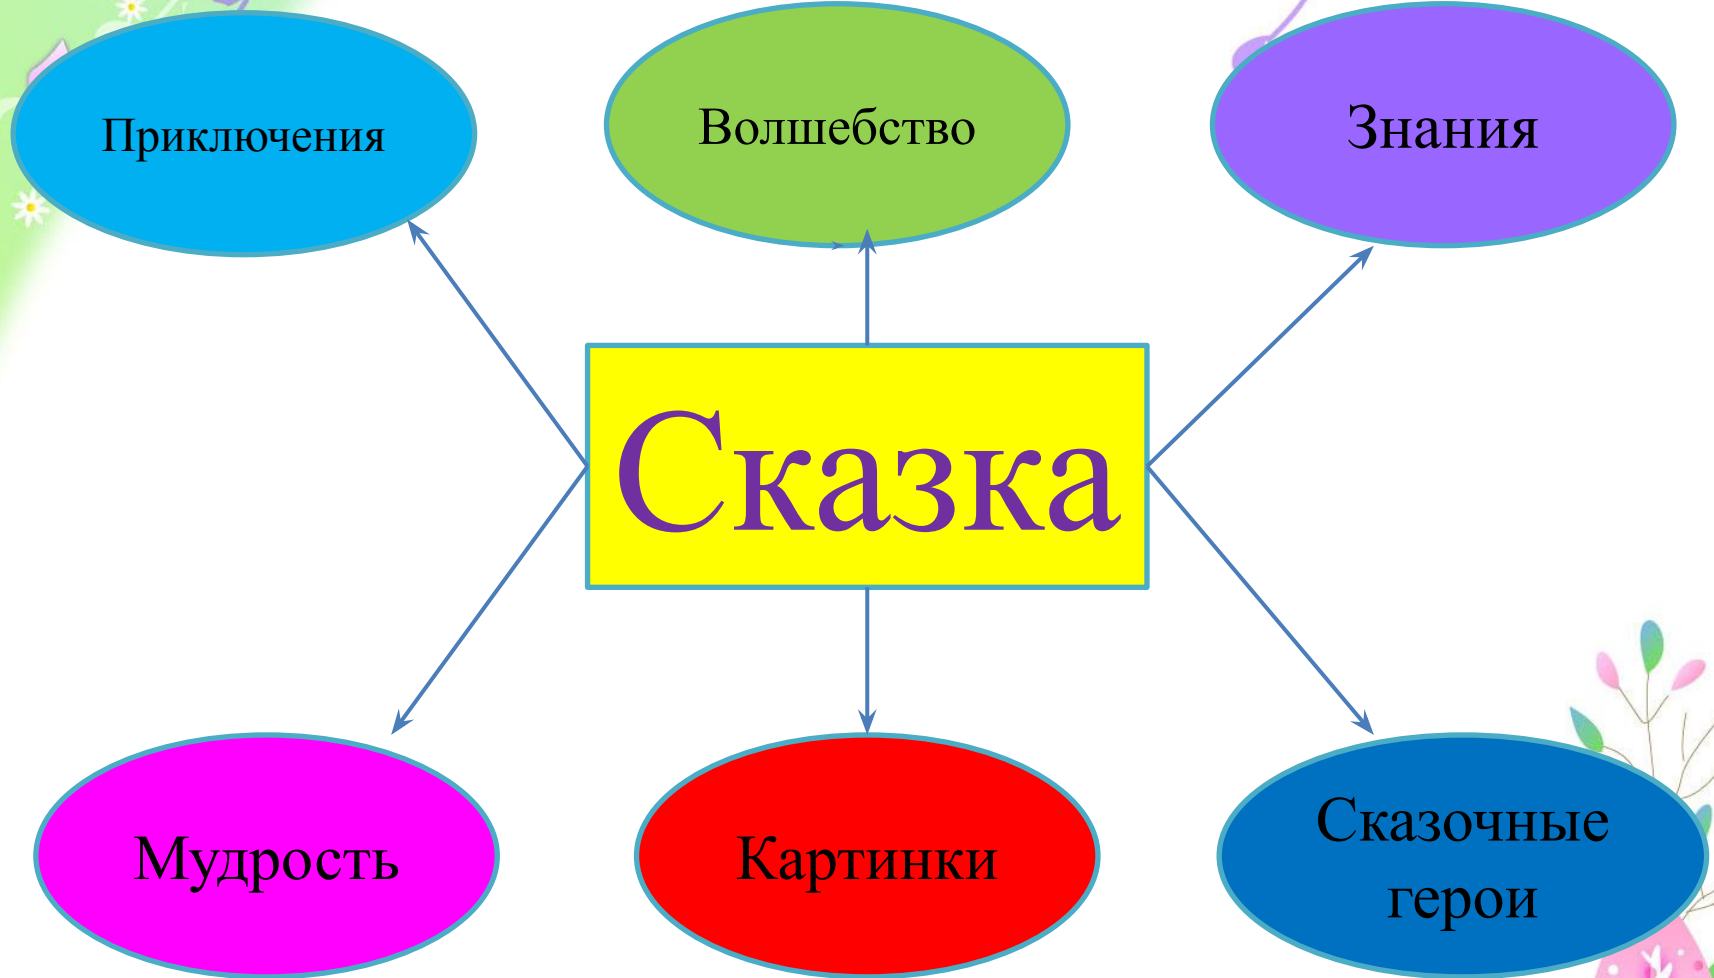 Приключения
Волшебство
Знания
Сказка
Мудрость
Картинки
Сказочные
герои